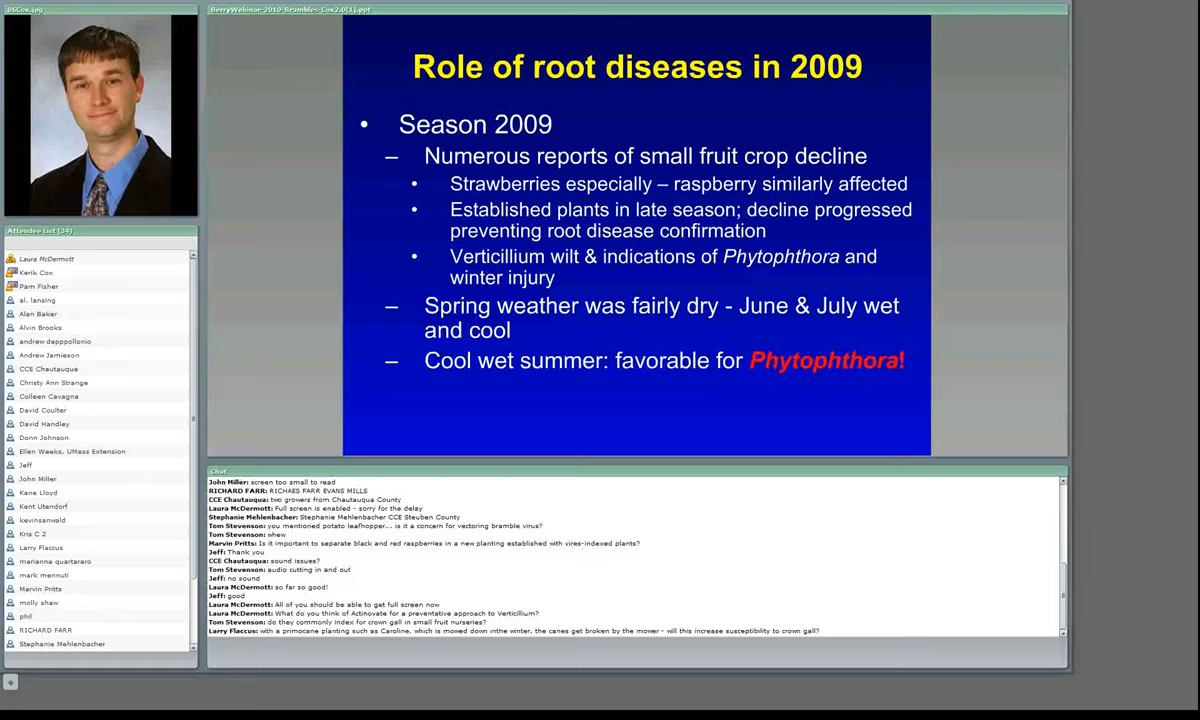 06Cox.jpg
BerryWebinar-2010-Brambles-Cox2.0[1].ppt
Role of root diseases in 2009
• Season 2009
– Numerous reports of small fruit crop decline
• Strawberries especially – raspberry similarly affected
• Established plants in late season; decline progressed
preventing root disease confirmation
• Verticillium wilt & indications of Phytophthora and
winter injury
– Spring weather was fairly dry - June & July wet
and cool
– Cool wet summer: favorable for Phytophthora!
Attendee List (34)
Laura McDermott
Kerik Cox
Pam Fisher
al. lansing
Alan Baker
Alvin Brooks
andrew dapppollonio
Andrew Jamieson
CCE Chautauqua
Christy Ann Strange
Colleen Cavagna
David Coulter
David Handley
Donn Johnson
Ellen Weeks, UMass Extension
Jeff
John Miller
Kane Lloyd
Kent Utendorf
kevinsanwald
Kris C 2
Larry Flaccus
marianna quartararo
mark mennuti
Marvin Pritts
molly shaw
phil
RICHARD FARR
Stephanie Mehlenbacher
Chat
John Miller: screen too small to read
RICHARD FARR: RICHAES FARR EVANS MILLS
CCE Chautauqua: two growers from Chautauqua County
Laura McDermott: Full screen is enabled - sorry for the delay
Stephanie Mehlenbacher: Stephanie Mehlenbacher CCE Steuben County
Tom Stevenson: you mentioned potato leafhopper... is it a concern for vectoring bramble virus?
Tom Stevenson: whew
Marvin Pritts: Is it important to separate black and red raspberries in a new planting established with vires-indexed plants?
Jeff: Thank you
CCE Chautauqua: sound issues?
Tom Stevenson: audio cutting in and out
Jeff: no sound
Laura McDermott: so far so good!
Jeff: good
Laura McDermott: All of you should be able to get full screen now
Laura McDermott: What do you think of Actinovate for a preventative approach to Verticillium?
Tom Stevenson: do they commonly index for crown gall in small fruit nurseries?
Larry Flaccus: with a primocane planting such as Caroline, which is mowed down inthe winter, the canes get broken by the mower - will this increase susceptibility to crown gall?